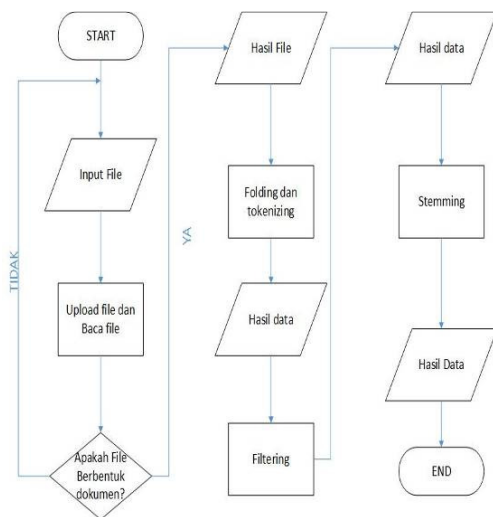 START
Input File
Upload file dan
Baca file
Apakah File
Berbentuk
dokumen?
TIDAK
YA
Hasil File
Folding dan
tokenizing
Hasil data
Filtering
Hasil data
Stemming
Hasil Data
END